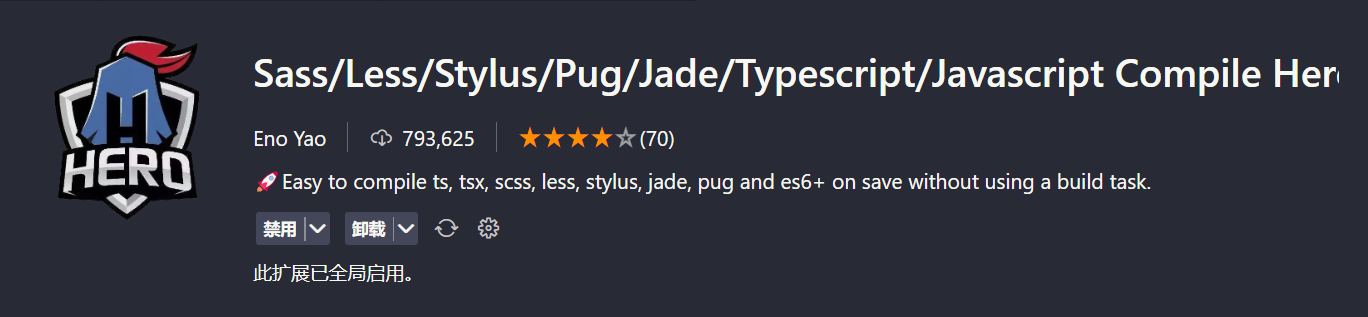 Sass/Less/Stylus/Pug/Jade/Typescript/Javascript Compile Hero
HERO
Eno Yao 793,625 (70)
🚀Easy to compile ts, tsx, scss, less, stylus, jade, pug and es6+ on save without using a build task.
禁用 卸载
此扩展已全局启用。